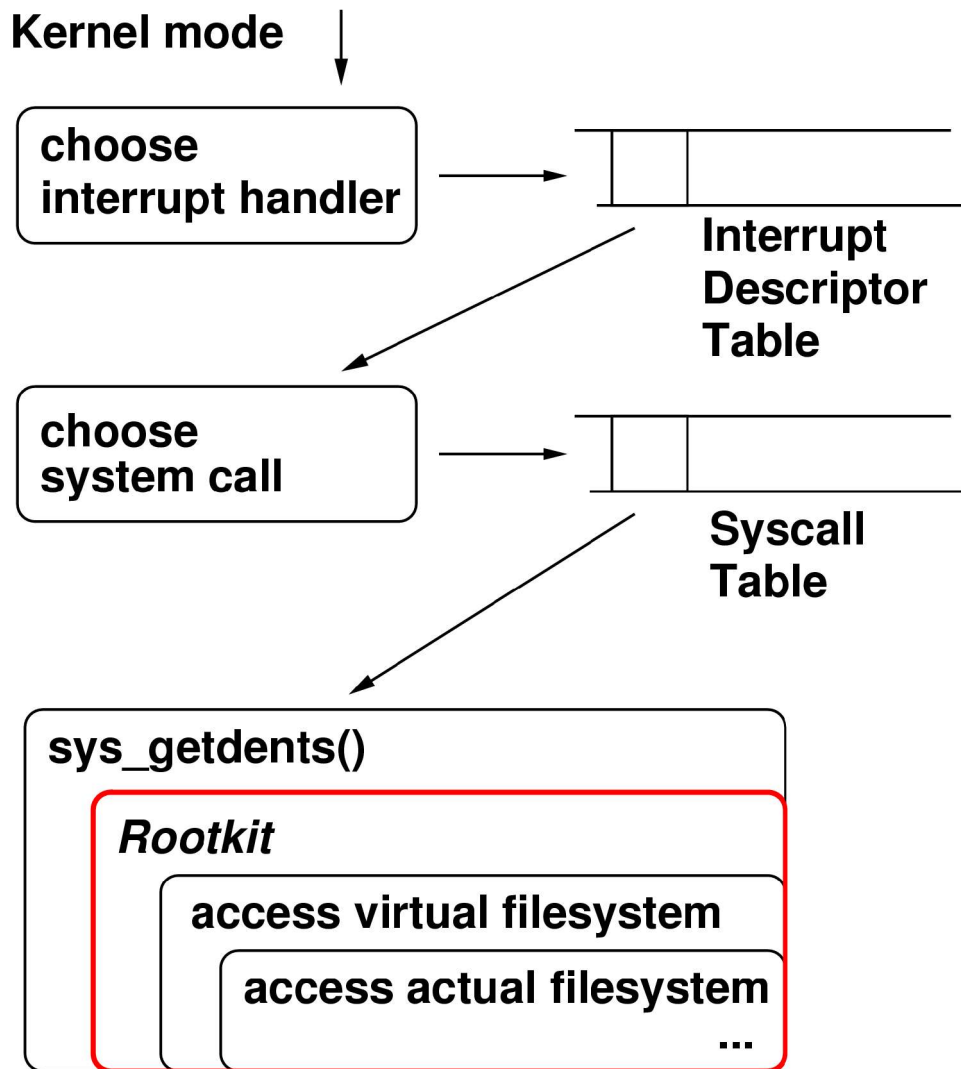 Kernel mode
choose
interrupt handler
Interrupt
Descriptor
Table
choose
system call
Syscall
Table
sys_getdents()
Rootkit
access virtual filesystem
access actual filesystem
...